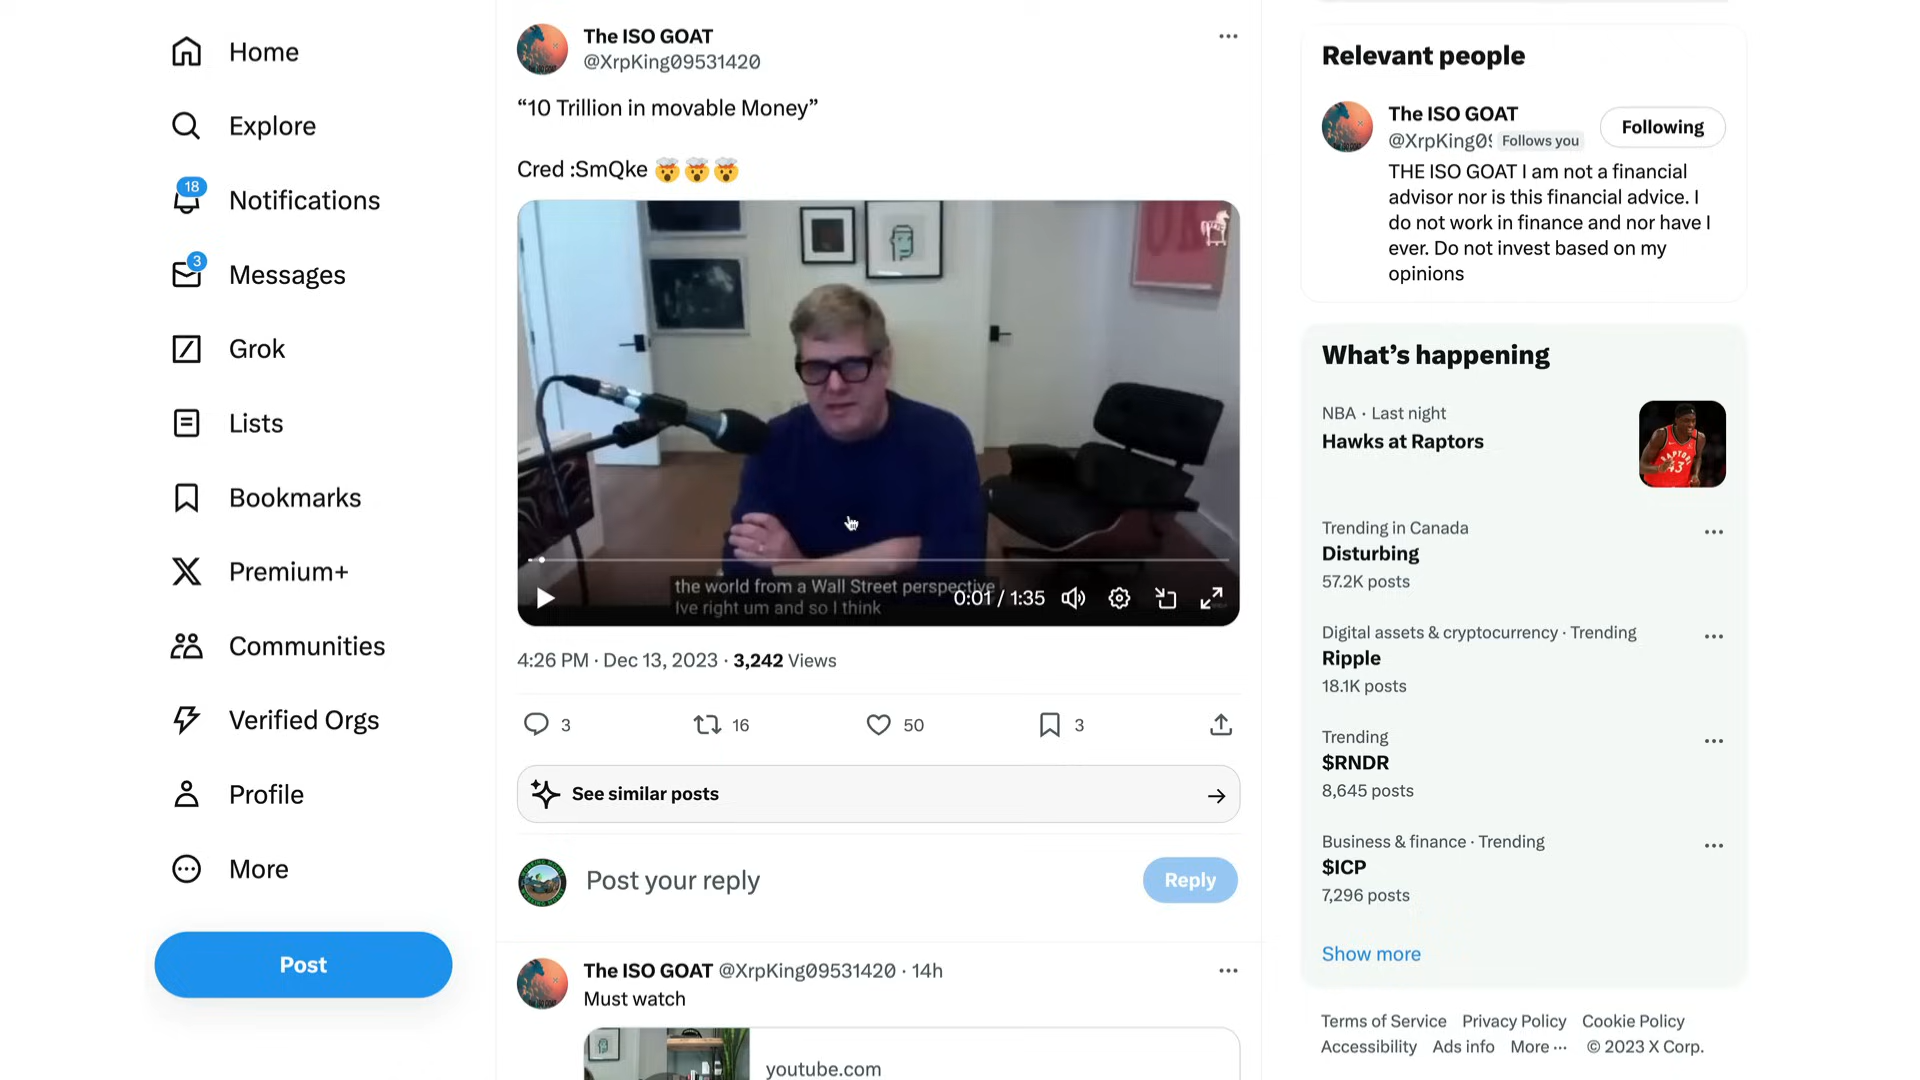 Home
Explore
18
Notifications
3
Messages
Grok
Lists
Bookmarks
Premium+
Communities
Verified Orgs
Profile
More
Post
The ISO GOAT
@XrpKing09531420
“10 Trillion in movable Money”
Cred :SmQke 🤯🤯🤯
the world from a Wall Street perspective
Ive right um and so I think
0:01 / 1:35
4:26 PM · Dec 13, 2023 · 3,242 Views
3
16
50
3
See similar posts
Post your reply
Reply
The ISO GOAT @XrpKing09531420 · 14h
Must watch
youtube.com
Relevant people
The ISO GOAT
@XrpKing09 Follows you
Following
THE ISO GOAT I am not a financial
advisor nor is this financial advice. I
do not work in finance and nor have I
ever. Do not invest based on my
opinions
What’s happening
NBA · Last night
Hawks at Raptors
RAPTORS
43
Trending in Canada
Disturbing
57.2K posts
Digital assets & cryptocurrency · Trending
Ripple
18.1K posts
Trending
$RNDR
8,645 posts
Business & finance · Trending
$ICP
7,296 posts
Show more
Terms of Service Privacy Policy Cookie Policy
Accessibility Ads info More ··· © 2023 X Corp.